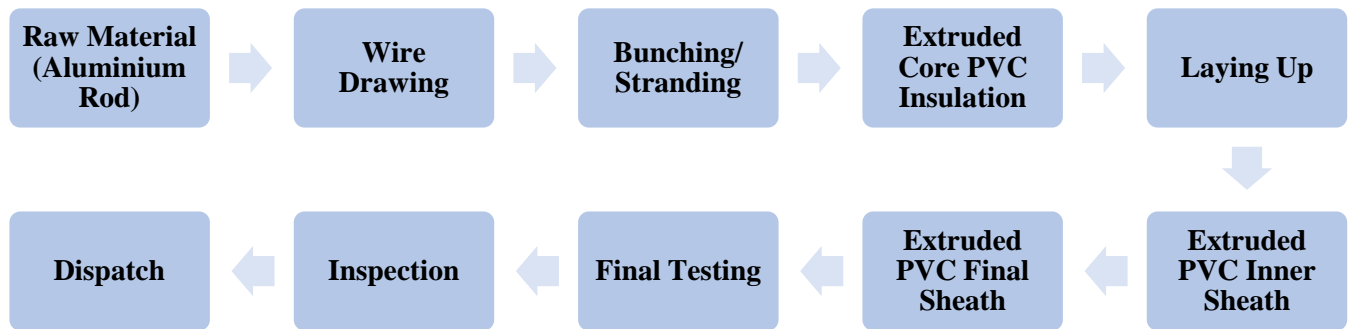 Raw Material
(Aluminium
Rod)
Wire
Drawing
Bunching/
Stranding
Extruded
Core PVC
Insulation
Laying Up
Extruded
PVC Inner
Sheath
Extruded
PVC Final
Sheath
Final Testing
Inspection
Dispatch